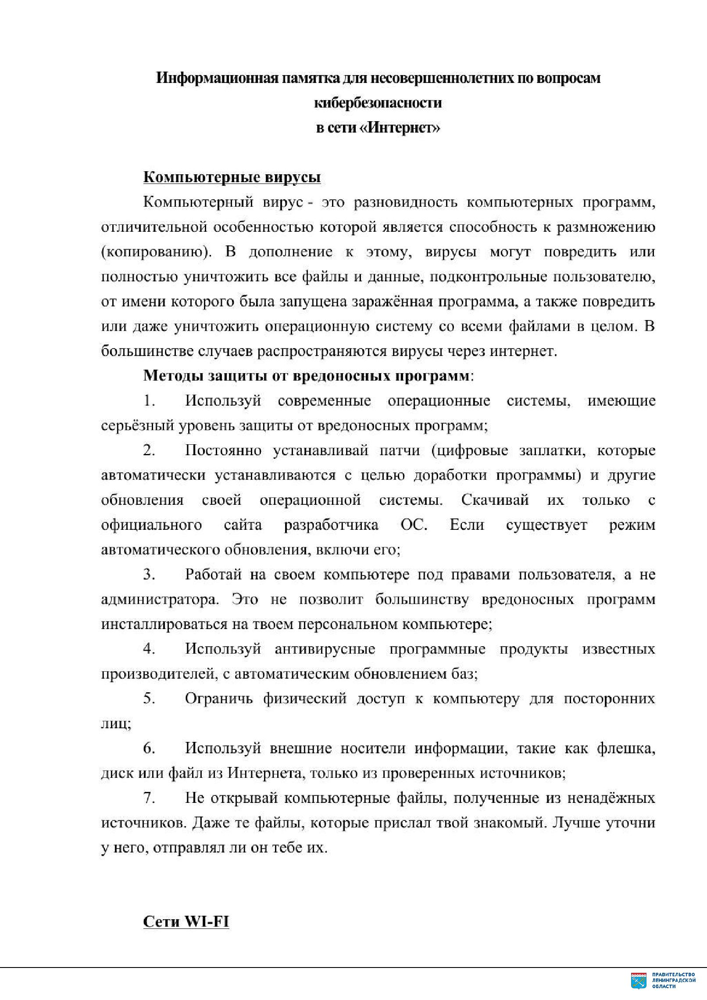 Информационная памятка для несовершеннолетних по вопросам
кибербезопасности
в сети «Интернет»
Компьютерные вирусы
Компьютерный вирус - это разновидность компьютерных программ,
отличительной особенностью которой является способность к размножению
(копированию). В дополнение к этому, вирусы могут повредить или
полностью уничтожить все файлы и данные, подконтрольные пользователю,
от имени которого была запущена заражённая программа, а также повредить
или даже уничтожить операционную систему со всеми файлами в целом. В
большинстве случаев распространяются вирусы через интернет.
Методы защиты от вредоносных программ:
1. Используй современные операционные системы, имеющие
серьёзный уровень защиты от вредоносных программ;
2. Постоянно устанавливай патчи (цифровые заплатки, которые
автоматически устанавливаются с целью доработки программы) и другие
обновления своей операционной системы. Скачивай их только с
официального сайта разработчика ОС. Если существует режим
автоматического обновления, включи его;
3. Работай на своем компьютере под правами пользователя, а не
администратора. Это не позволит большинству вредоносных программ
инсталлироваться на твоем персональном компьютере;
4. Используй антивирусные программные продукты известных
производителей, с автоматическим обновлением баз;
5. Ограничь физический доступ к компьютеру для посторонних
лиц;
6. Используй внешние носители информации, такие как флешка,
диск или файл из Интернета, только из проверенных источников;
7. Не открывай компьютерные файлы, полученные из ненадёжных
источников. Даже те файлы, которые прислал твой знакомый. Лучше уточни
у него, отправлял ли он тебе их.
Сети WI-FI
ПРАВИТЕЛЬСТВО
ЛЕНИНГРАДСКОЙ
ОБЛАСТИ